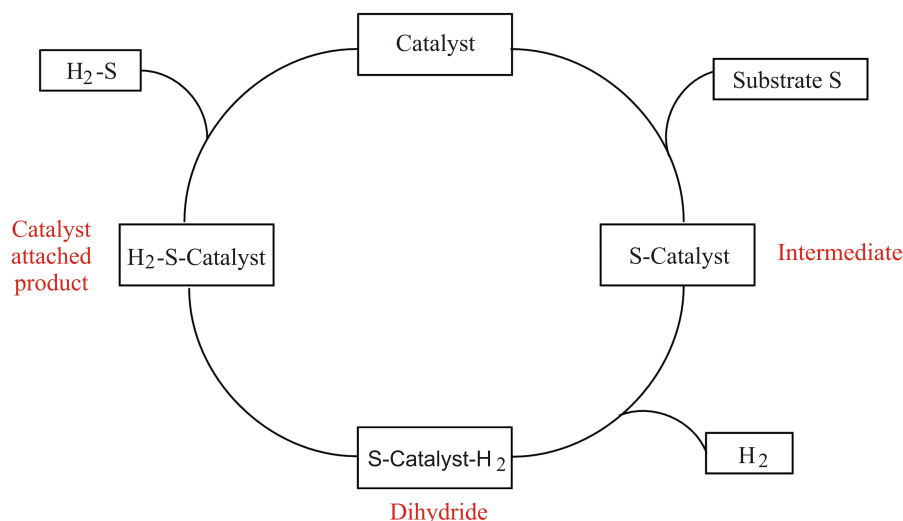 Catalyst
H₂-S
Substrate S
Catalyst
attached
product
H₂-S-Catalyst
S-Catalyst
Intermediate
S-Catalyst-H₂
H₂
Dihydride